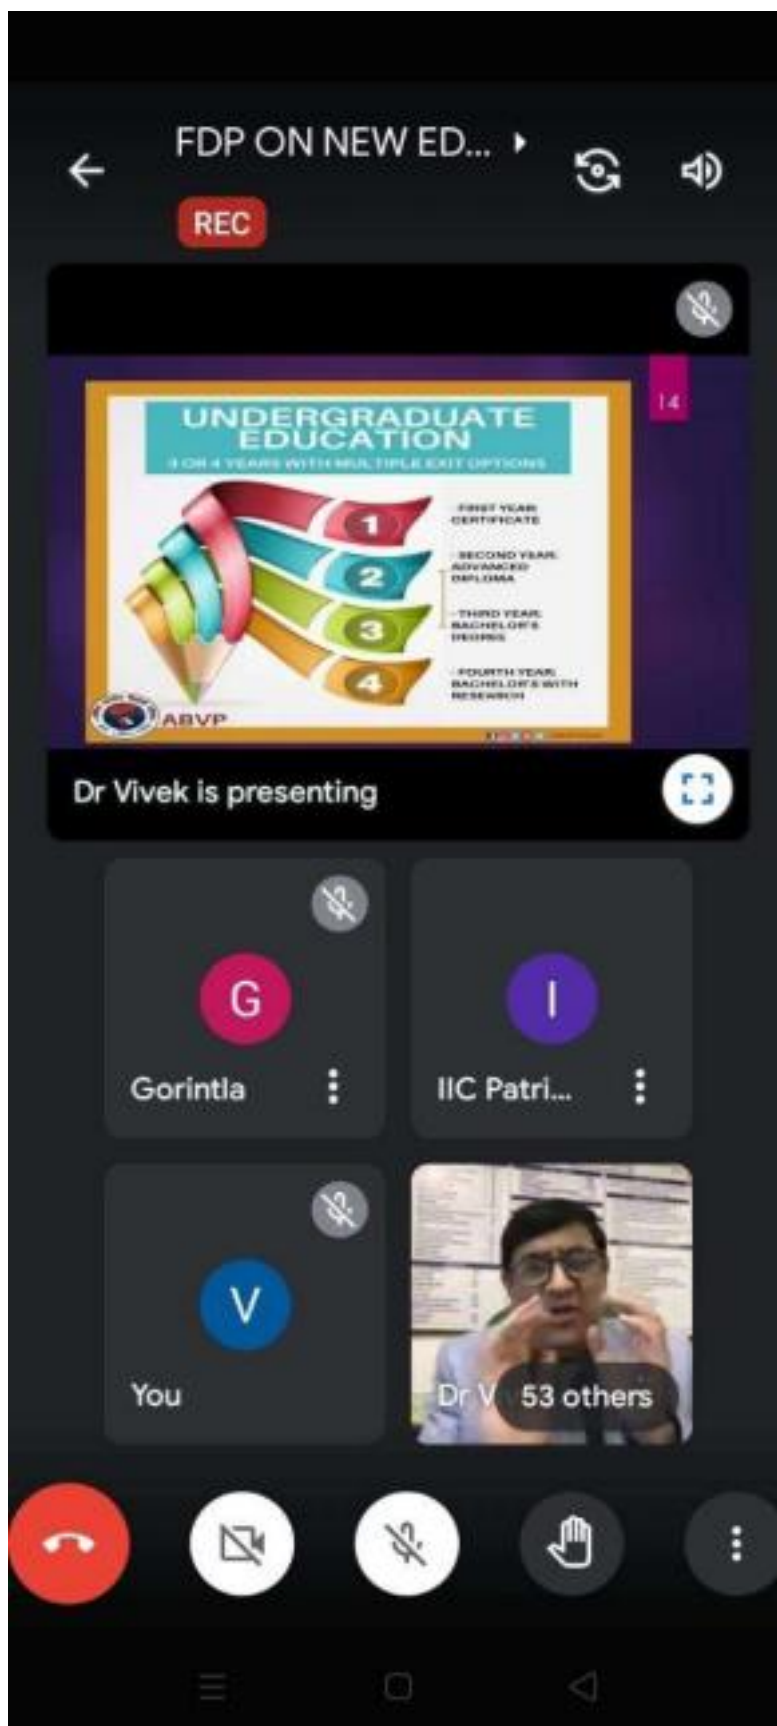 FDP ON NEW ED...
REC
14
UNDERGRADUATE
EDUCATION
3 OR 4 YEARS WITH MULTIPLE EXIT OPTIONS
1
- FIRST YEAR:
CERTIFICATE
2
- SECOND YEAR:
ADVANCED
DIPLOMA
3
- THIRD YEAR:
BACHELOR'S
DEGREE
4
- FOURTH YEAR:
BACHELOR'S WITH
RESEARCH
ABVP
Dr Vivek is presenting
G
Gorintla
I
IIC Patri...
V
You
Dr V
53 others